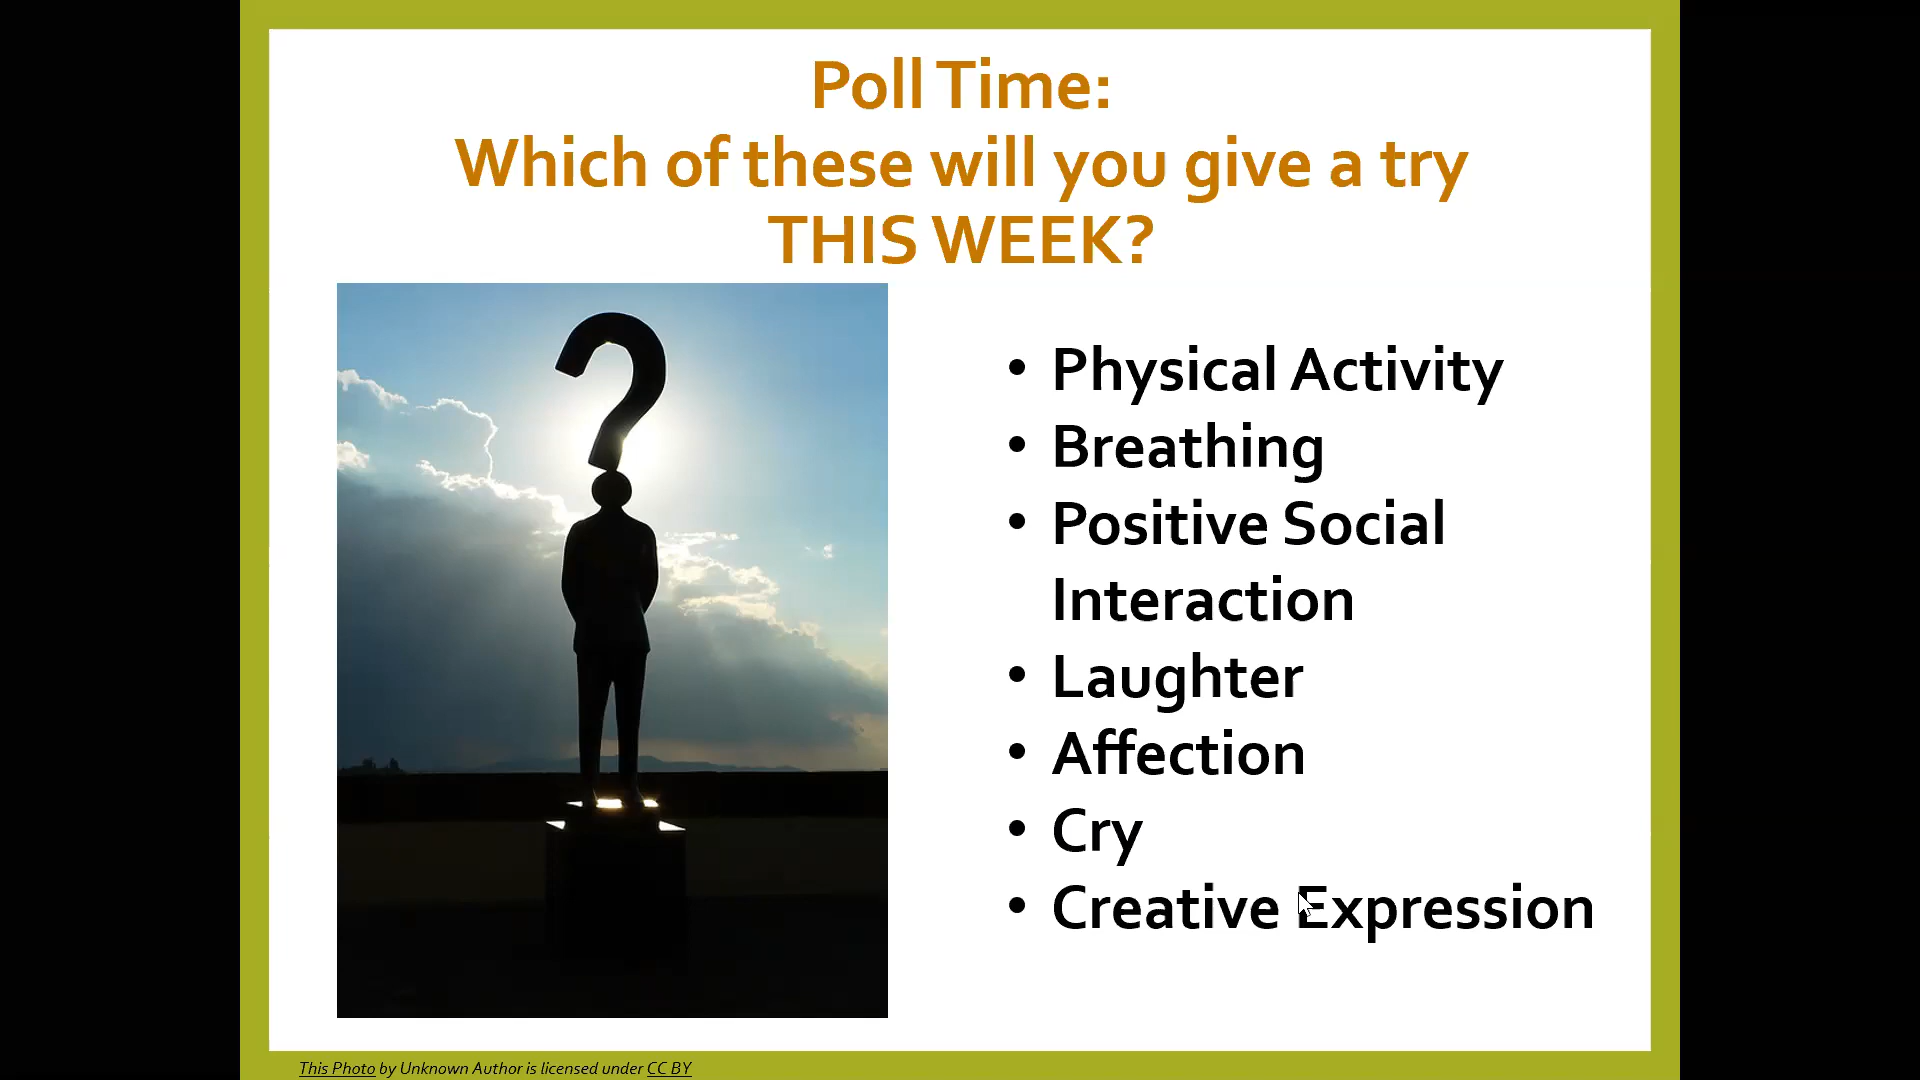 Poll Time:
Which of these will you give a try
THIS WEEK?
• Physical Activity
• Breathing
• Positive Social
Interaction
• Laughter
• Affection
• Cry
• Creative Expression
This Photo by Unknown Author is licensed under CC BY